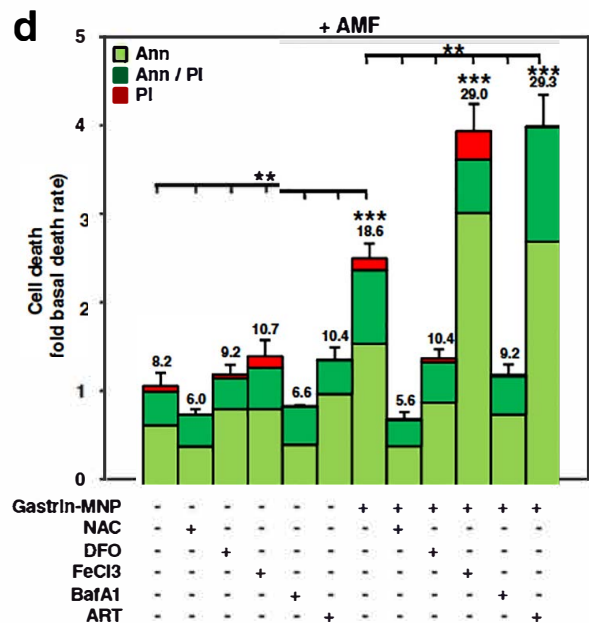 d
+ AMF
Ann
Ann / PI
PI
Cell death
fold basal death rate)
5
4
3
2
1
0
**
**
***
***
***
8.2
6.0
9.2
10.7
6.6
10.4
18.6
5.6
10.4
29.0
9.2
29.3
Gastrin-MNP - - - - - - + + + + + +
NAC - + - - - - - + - - - -
DFO - - + - - - - - + - - -
FeCl3 - - - + - - - - - + - -
BafA1 - - - - + - - - - - + -
ART - - - - - + - - - - - +